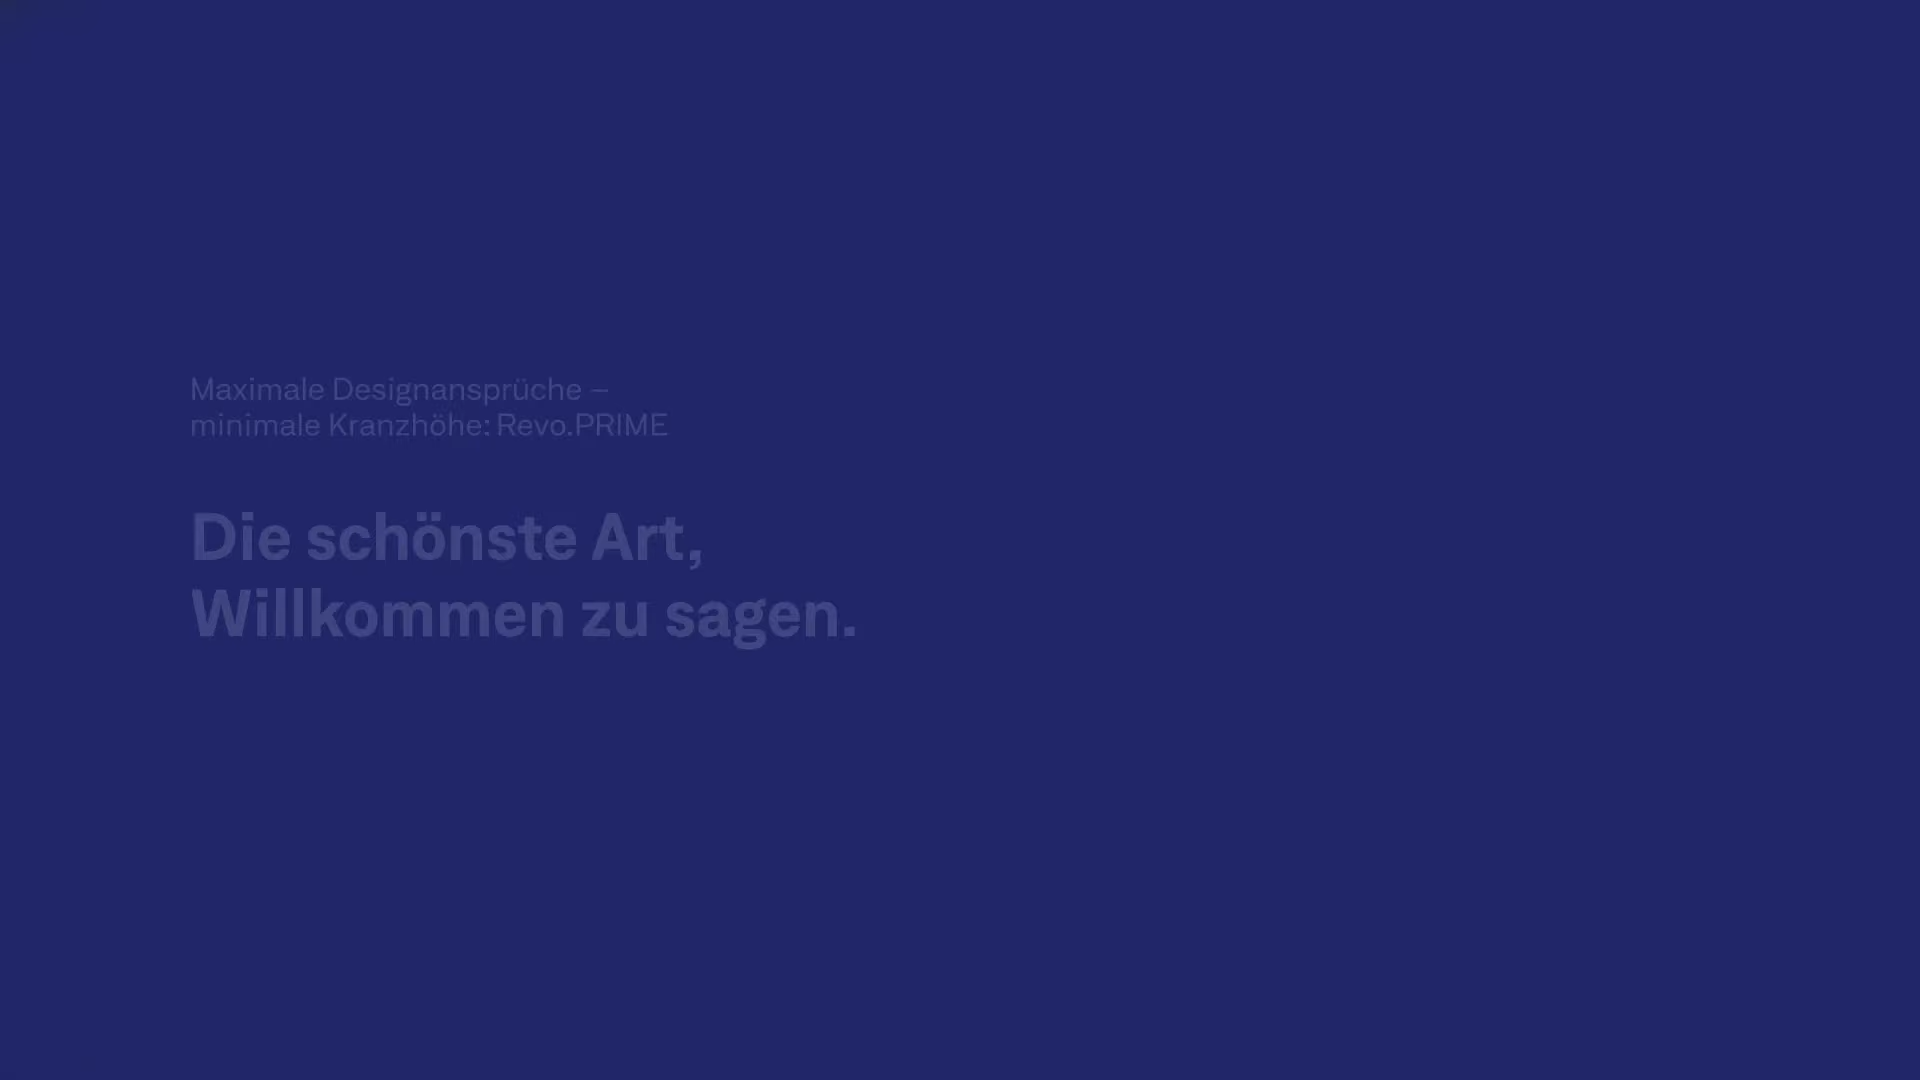 Maximale Designansprüche –
minimale Kranzhöhe: Revo.PRIME
Die schönste Art,
Willkommen zu sagen.